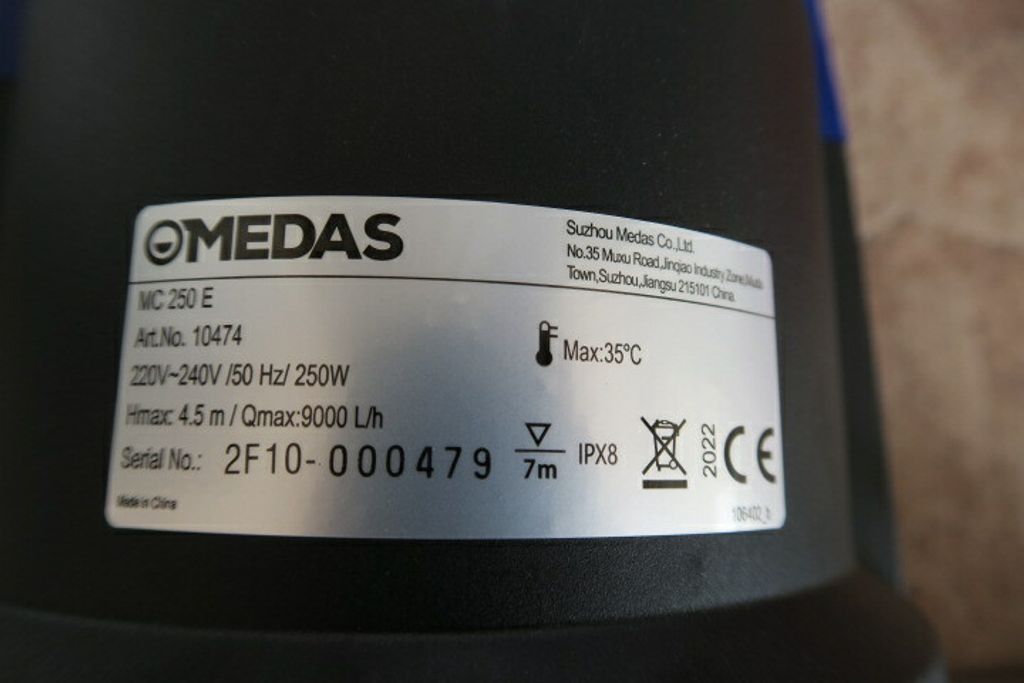 MEDAS
Suzhou Medas Co.,Ltd.
No.35 Muxu Road,Jinqiao Industry Zone,Mudu
Town,Suzhou,Jiangsu 215101 China.
MC 250 E
Art.No. 10474
Max:35°C
220V~240V /50 Hz/ 250W
Hmax: 4.5 m / Qmax:9000 L/h
Serial No.: 2F10-000479
7m
IPX8
2022
CE
Made in China